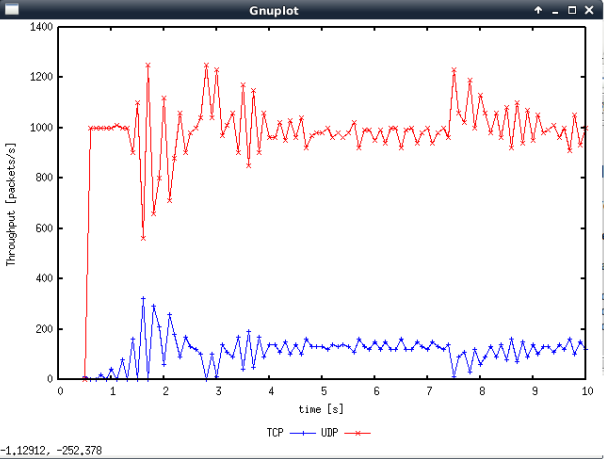 Gnuplot
1400
1200
1000
800
600
400
200
0
Throughput [packets/s]
0 1 2 3 4 5 6 7 8 9 10
time [s]
TCP UDP
-1,12912, -252,378